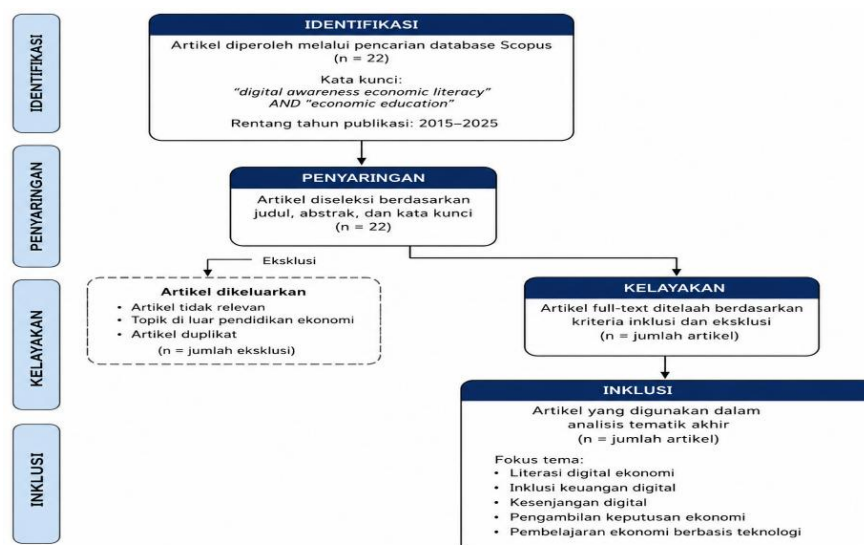 IDENTIFIKASI
IDENTIFIKASI
Artikel diperoleh melalui pencarian database Scopus
(n = 22)
Kata kunci:
“digital awareness economic literacy”
AND “economic education”
Rentang tahun publikasi: 2015–2025
PENYARINGAN
PENYARINGAN
Artikel diseleksi berdasarkan
judul, abstrak, dan kata kunci
(n = 22)
Eksklusi
KELAYAKAN
Artikel dikeluarkan
• Artikel tidak relevan
• Topik di luar pendidikan ekonomi
• Artikel duplikat
(n = jumlah eksklusi)
KELAYAKAN
Artikel full-text ditelaah berdasarkan
kriteria inklusi dan eksklusi
(n = jumlah artikel)
INKLUSI
INKLUSI
Artikel yang digunakan dalam
analisis tematik akhir
(n = jumlah artikel)
Fokus tema:
• Literasi digital ekonomi
• Inklusi keuangan digital
• Kesenjangan digital
• Pengambilan keputusan ekonomi
• Pembelajaran ekonomi berbasis teknologi